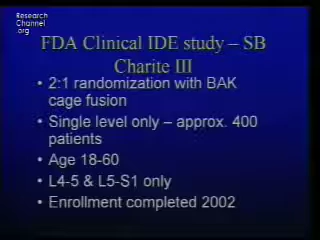 Research
Channel
.org
FDA Clinical IDE study – SB
Charite III
• 2:1 randomization with BAK
cage fusion
• Single level only – approx. 400
patients
• Age 18-60
• L4-5 & L5-S1 only
• Enrollment completed 2002